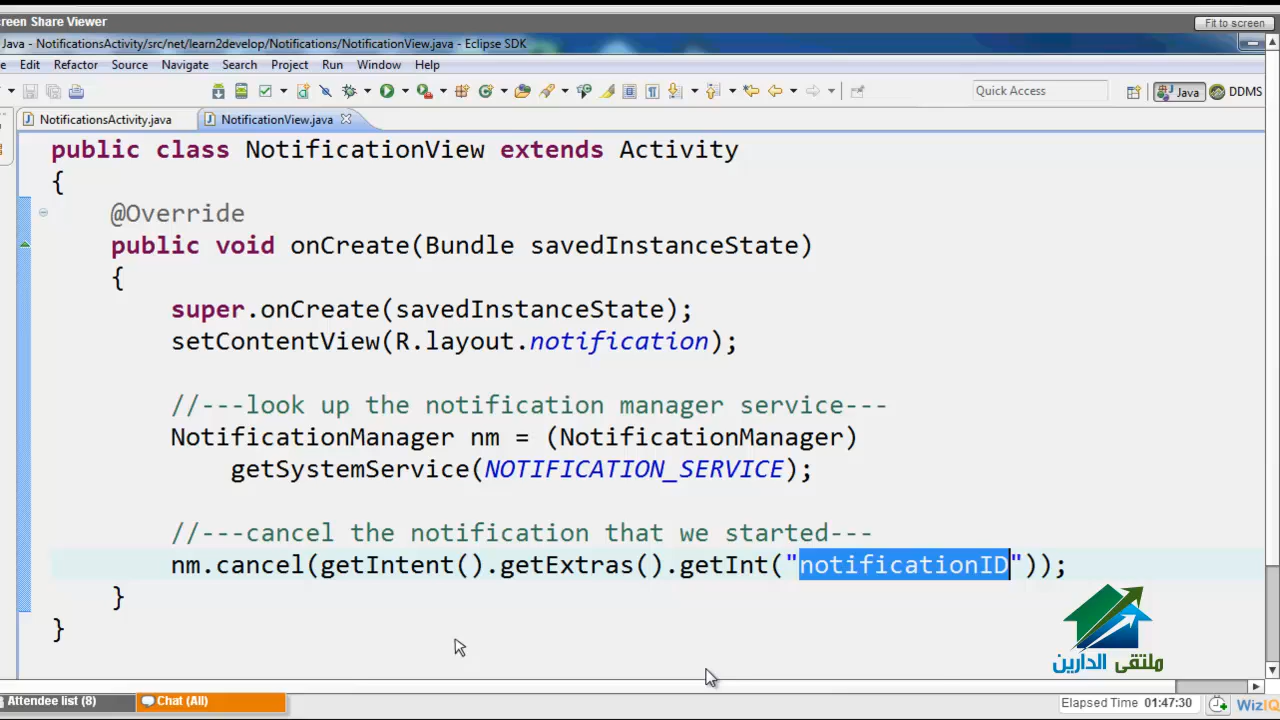 reen Share Viewer
Fit to screen
Java - NotificationsActivity/src/net/learn2develop/Notifications/NotificationView.java - Eclipse SDK
e Edit Refactor Source Navigate Search Project Run Window Help
Quick Access
Java
DDMS
NotificationsActivity.java
NotificationView.java
public class NotificationView extends Activity
{
@Override
public void onCreate(Bundle savedInstanceState)
{
super.onCreate(savedInstanceState);
setContentView(R.layout.notification);
//---look up the notification manager service---
NotificationManager nm = (NotificationManager)
getSystemService(NOTIFICATION_SERVICE);
//---cancel the notification that we started---
nm.cancel(getIntent().getExtras().getInt("notificationID"));
}
}
ملتقى الدارين
Attendee list (8)
Chat (All)
Elapsed Time 01:47:30
WizIQ